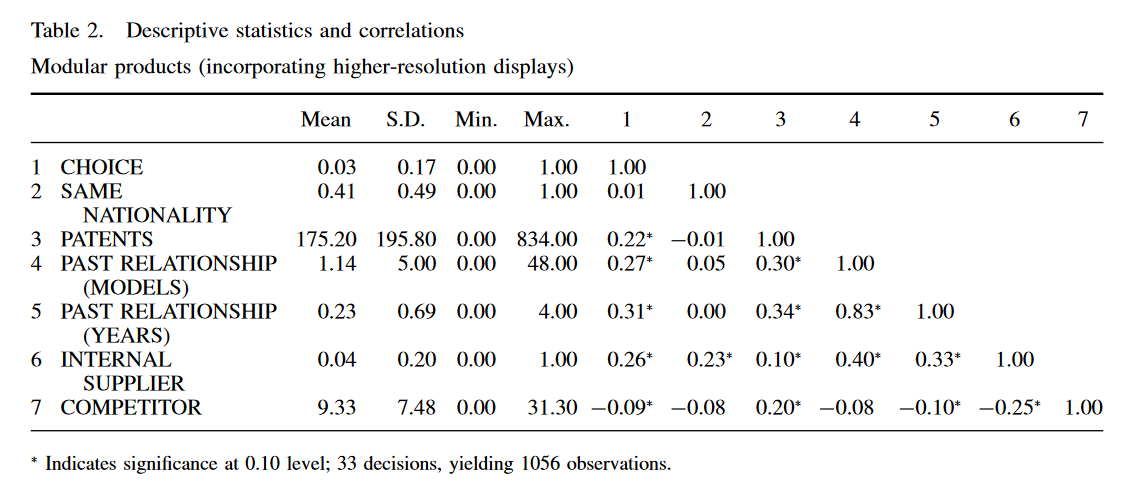 Table 2. Descriptive statistics and correlations
Modular products (incorporating higher-resolution displays)
Mean S.D. Min. Max. 1 2 3 4 5 6 7
1 CHOICE 0.03 0.17 0.00 1.00 1.00
2 SAME 0.41 0.49 0.00 1.00 0.01 1.00
NATIONALITY
3 PATENTS 175.20 195.80 0.00 834.00 0.22* −0.01 1.00
4 PAST RELATIONSHIP 1.14 5.00 0.00 48.00 0.27* 0.05 0.30* 1.00
(MODELS)
5 PAST RELATIONSHIP 0.23 0.69 0.00 4.00 0.31* 0.00 0.34* 0.83* 1.00
(YEARS)
6 INTERNAL 0.04 0.20 0.00 1.00 0.26* 0.23* 0.10* 0.40* 0.33* 1.00
SUPPLIER
7 COMPETITOR 9.33 7.48 0.00 31.30 −0.09* −0.08 0.20* −0.08 −0.10* −0.25* 1.00
* Indicates significance at 0.10 level; 33 decisions, yielding 1056 observations.